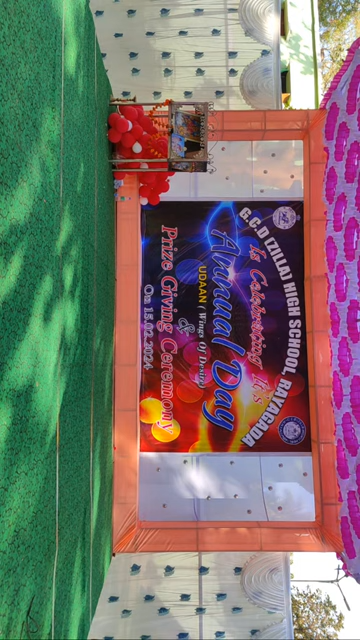 G.C.D (ZILLA) HIGH SCHOOL RAYAGADA
Is Celebrating It's
Annual Day
UDAAN (Wings Of Desire)
&
Prize Giving Ceremony
On 15.02.2024